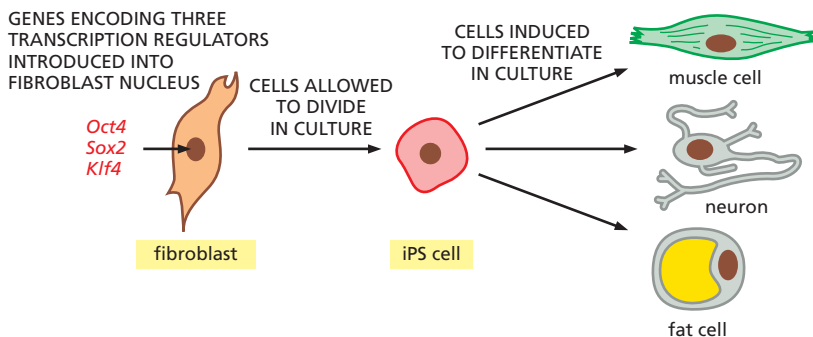 GENES ENCODING THREE
TRANSCRIPTION REGULATORS
INTRODUCED INTO
FIBROBLAST NUCLEUS
Oct4
Sox2
Klf4
fibroblast
CELLS ALLOWED
TO DIVIDE
IN CULTURE
iPS cell
CELLS INDUCED
TO DIFFERENTIATE
IN CULTURE
muscle cell
neuron
fat cell